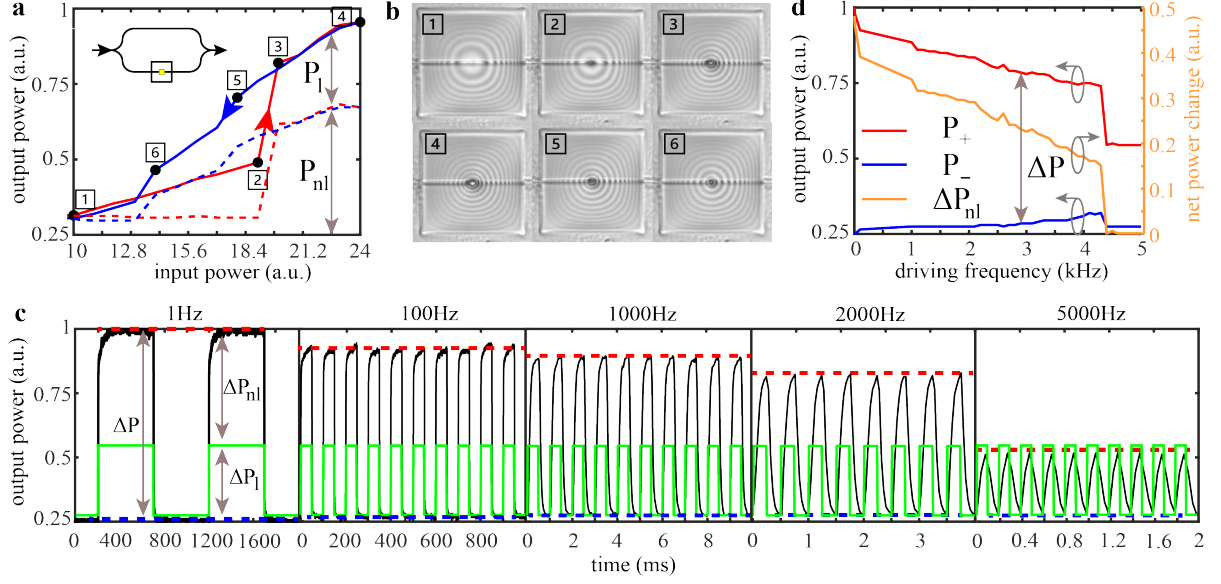 a
output power (a.u.)
1
0.75
0.5
0.25
10
12.8
15.6
18.4
21.2
24
input power (a.u.)
1
2
3
4
5
6
P_l
P_nl
b
1
2
3
4
5
6
d
output power (a.u.)
1
0.75
0.5
0.25
0
1
2
3
4
5
driving frequency (kHz)
0.5
0.4
0.3
0.2
0.1
0
net power change (a.u.)
P_+
P_−
ΔP_nl
ΔP
c
1Hz
100Hz
1000Hz
2000Hz
5000Hz
output power (a.u.)
1
0.75
0.5
0.25
ΔP
ΔP_nl
ΔP_l
0 400 800 1200 1600
0 200 400 600 800
0 2 4 6 8
0 1 2 3
0 0.4 0.8 1.2 1.6 2
time (ms)